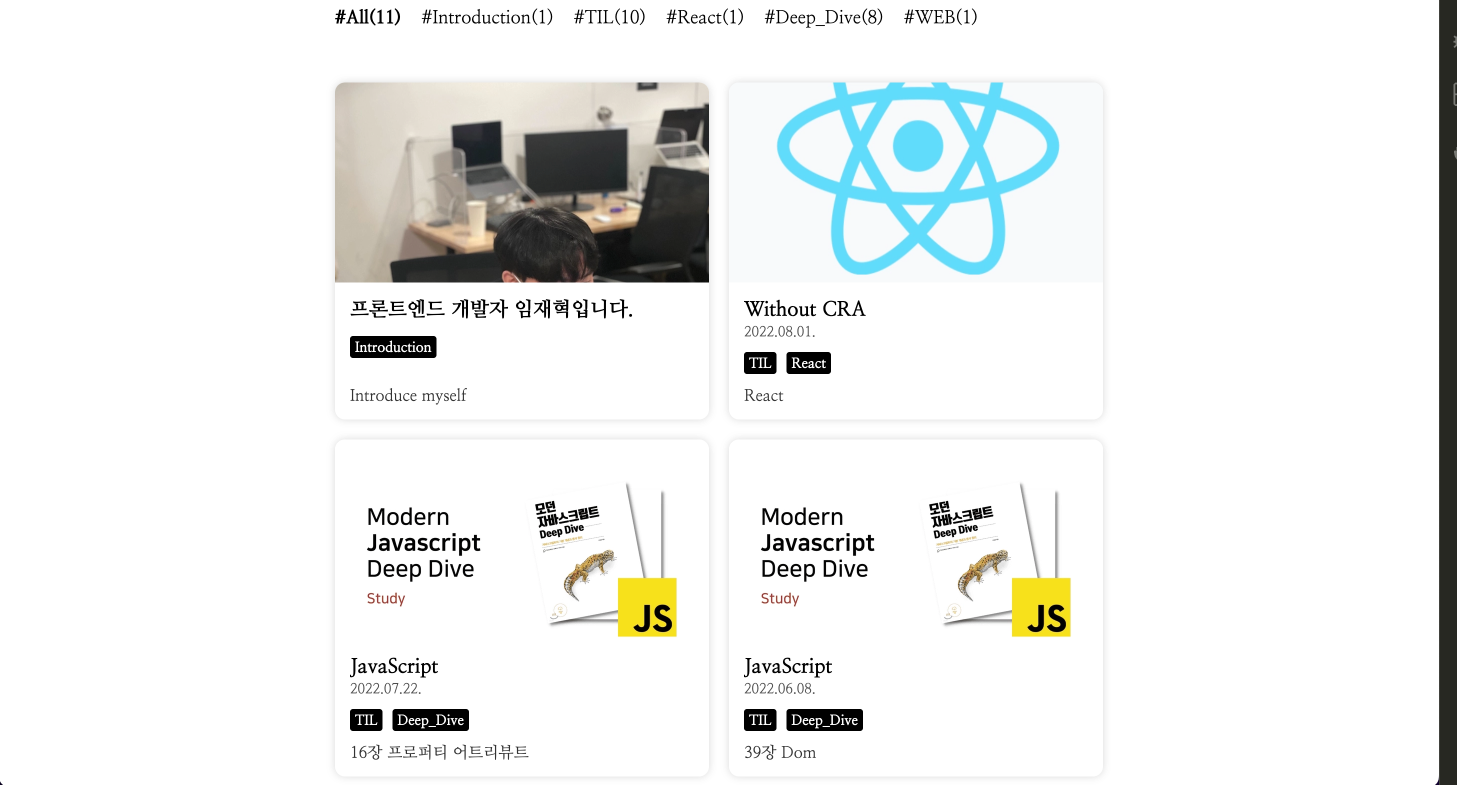 #All(11) #Introduction(1) #TIL(10) #React(1) #Deep_Dive(8) #WEB(1)
프론트엔드 개발자 임재혁입니다.
Introduction
Introduce myself
Without CRA
2022.08.01.
TIL React
React
Modern
Javascript
Deep Dive
Study
모던
자바스크립트
Deep Dive
JS
JavaScript
2022.07.22.
TIL Deep_Dive
16장 프로퍼티 어트리뷰트
Modern
Javascript
Deep Dive
Study
모던
자바스크립트
Deep Dive
JS
JavaScript
2022.06.08.
TIL Deep_Dive
39장 Dom